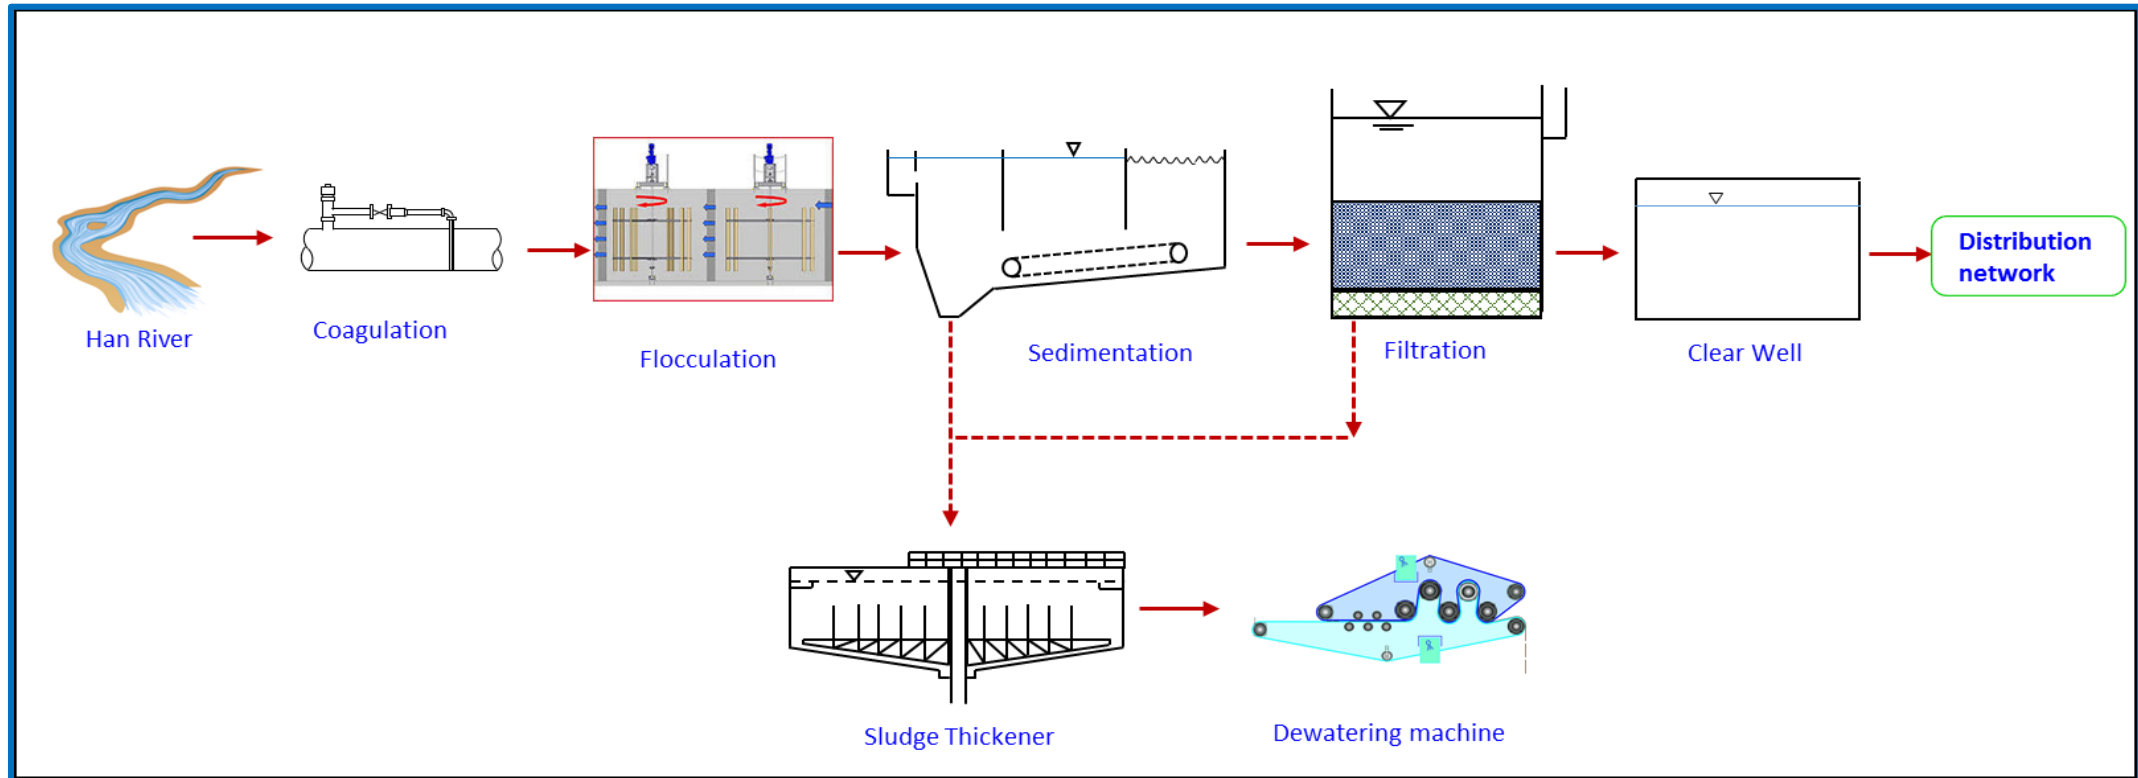 Han River
Coagulation
Flocculation
Sedimentation
Filtration
Clear Well
Distribution
network
Sludge Thickener
Dewatering machine